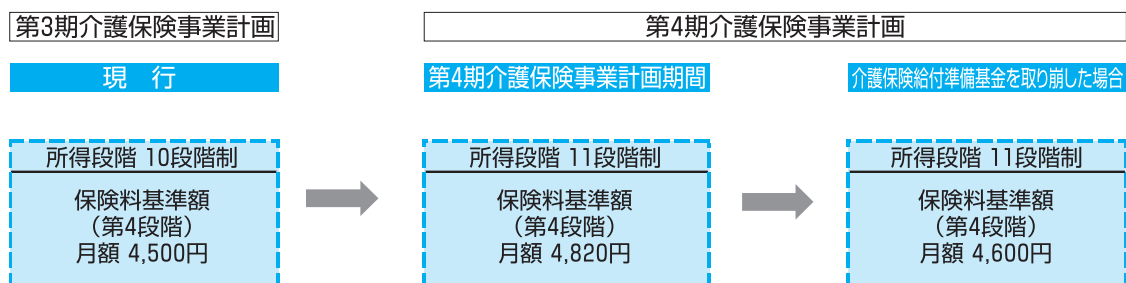 第3期介護保険事業計画
第4期介護保険事業計画
現 行
第4期介護保険事業計画期間
介護保険給付準備基金を取り崩した場合
所得段階 10段階制
保険料基準額
（第4段階）
月額 4,500円
所得段階 11段階制
保険料基準額
（第4段階）
月額 4,820円
所得段階 11段階制
保険料基準額
（第4段階）
月額 4,600円